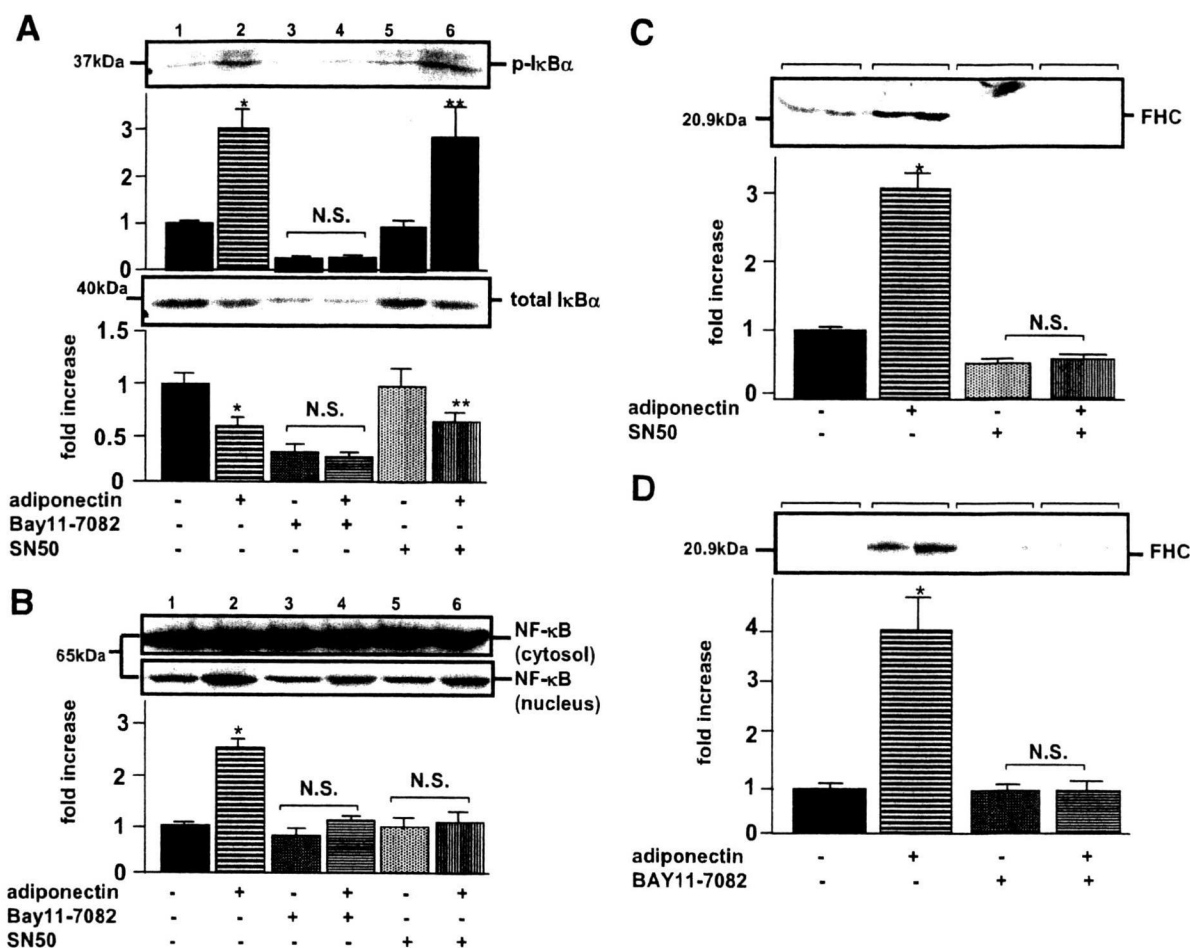 A
1 2 3 4 5 6
37kDa
p-IκBα
* **
3
2
1
0
N.S.
40kDa
total IκBα
fold increase
1.5
1
0.5
0
* N.S. **
adiponectin - + - + - +
Bay11-7082 - - + + - -
SN50 - - - - + +
B
1 2 3 4 5 6
65kDa
NF-κB
(cytosol)
NF-κB
(nucleus)
fold increase
3
2
1
0
* N.S. N.S.
adiponectin - + - + - +
Bay11-7082 - - + + - -
SN50 - - - - + +
C
20.9kDa
FHC
fold increase
3
2
1
0
* N.S.
adiponectin - + - +
SN50 - - + +
D
20.9kDa
FHC
fold increase
4
3
2
1
0
* N.S.
adiponectin - + - +
BAY11-7082 - - + +